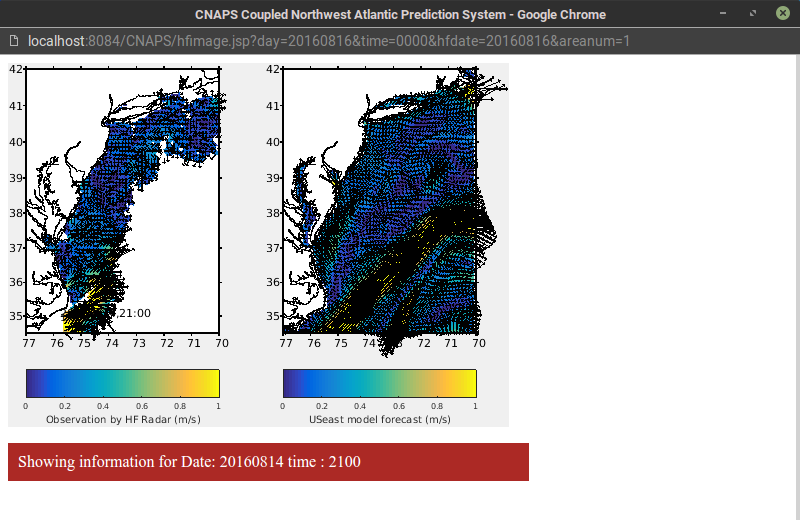 CNAPS Coupled Northwest Atlantic Prediction System - Google Chrome
localhost:8084/CNAPS/hfimage.jsp?day=20160816&time=0000&hfdate=20160816&areanum=1
42
41
40
39
38
37
36
35
,21:00
77 76 75 74 73 72 71 70
0 0.2 0.4 0.6 0.8 1
Observation by HF Radar (m/s)
42
41
40
39
38
37
36
35
77 76 75 74 73 72 71 70
0 0.2 0.4 0.6 0.8 1
USeast model forecast (m/s)
Showing information for Date: 20160814 time : 2100